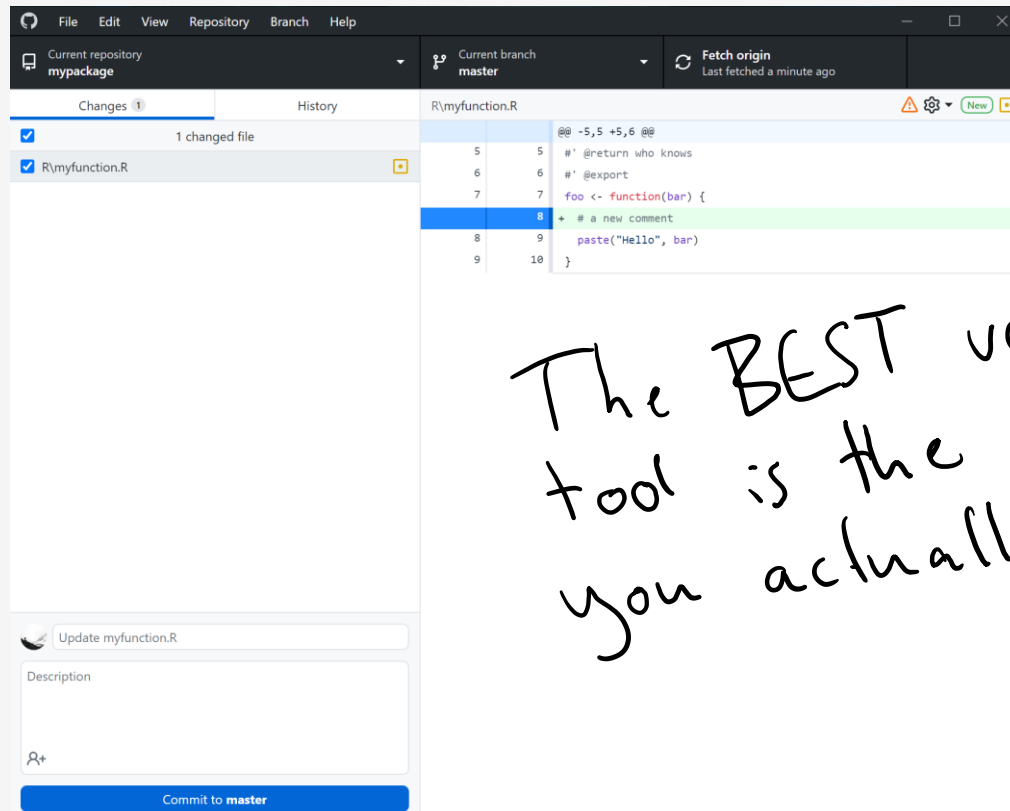 File Edit View Repository Branch Help
Current repository
mypackage
Current branch
master
Fetch origin
Last fetched a minute ago
Changes 1
History
R\myfunction.R
New
1 changed file
R\myfunction.R
@@ -5,5 +5,6 @@
5 5 #' @return who knows
6 6 #' @export
7 7 foo <- function(bar) {
8 + # a new comment
8 9 paste("Hello", bar)
9 10 }
The BEST
tool is the
you
Update myfunction.R
Description
Commit to master